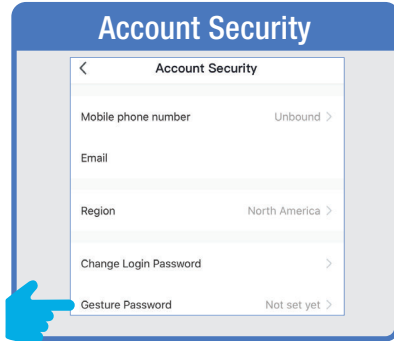 Account Security
< Account Security
Mobile phone number Unbound >
Email
Region North America >
Change Login Password >
Gesture Password Not set yet >